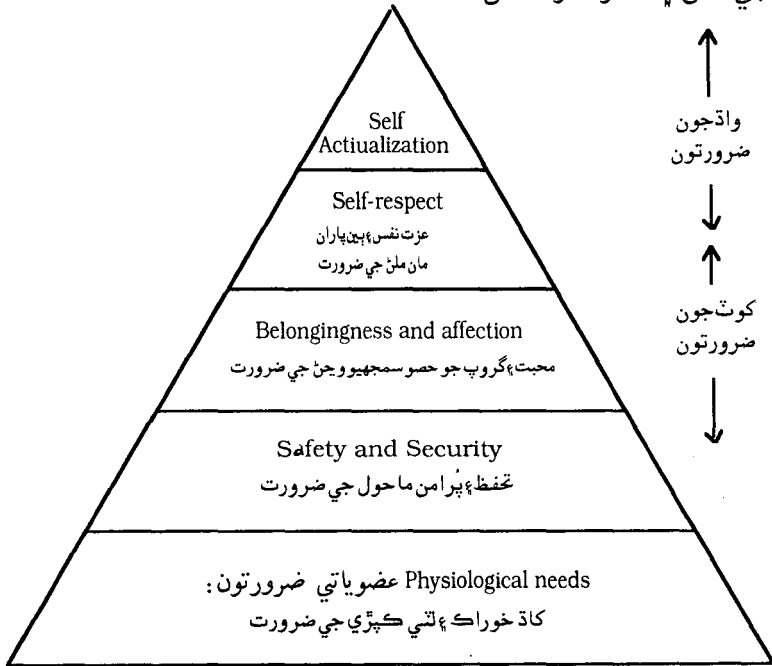 Self
Actiualization
Self-respect
عزت نفس ۽ ٻين پاران
مان ملڻ جي ضرورت
Belongingness and affection
محبت ۽ گروپ جو حصو سمجهيو وڃڻ جي ضرورت
Safety and Security
تحفظ ۽ پُرامن ماحول جي ضرورت
Physiological needs عضوياتي ضرورتون:
کاڌ خوراڪ ۽ لٽي ڪپڙي جي ضرورت
واڌجون
ضرورتون
کوٽ جون
ضرورتون